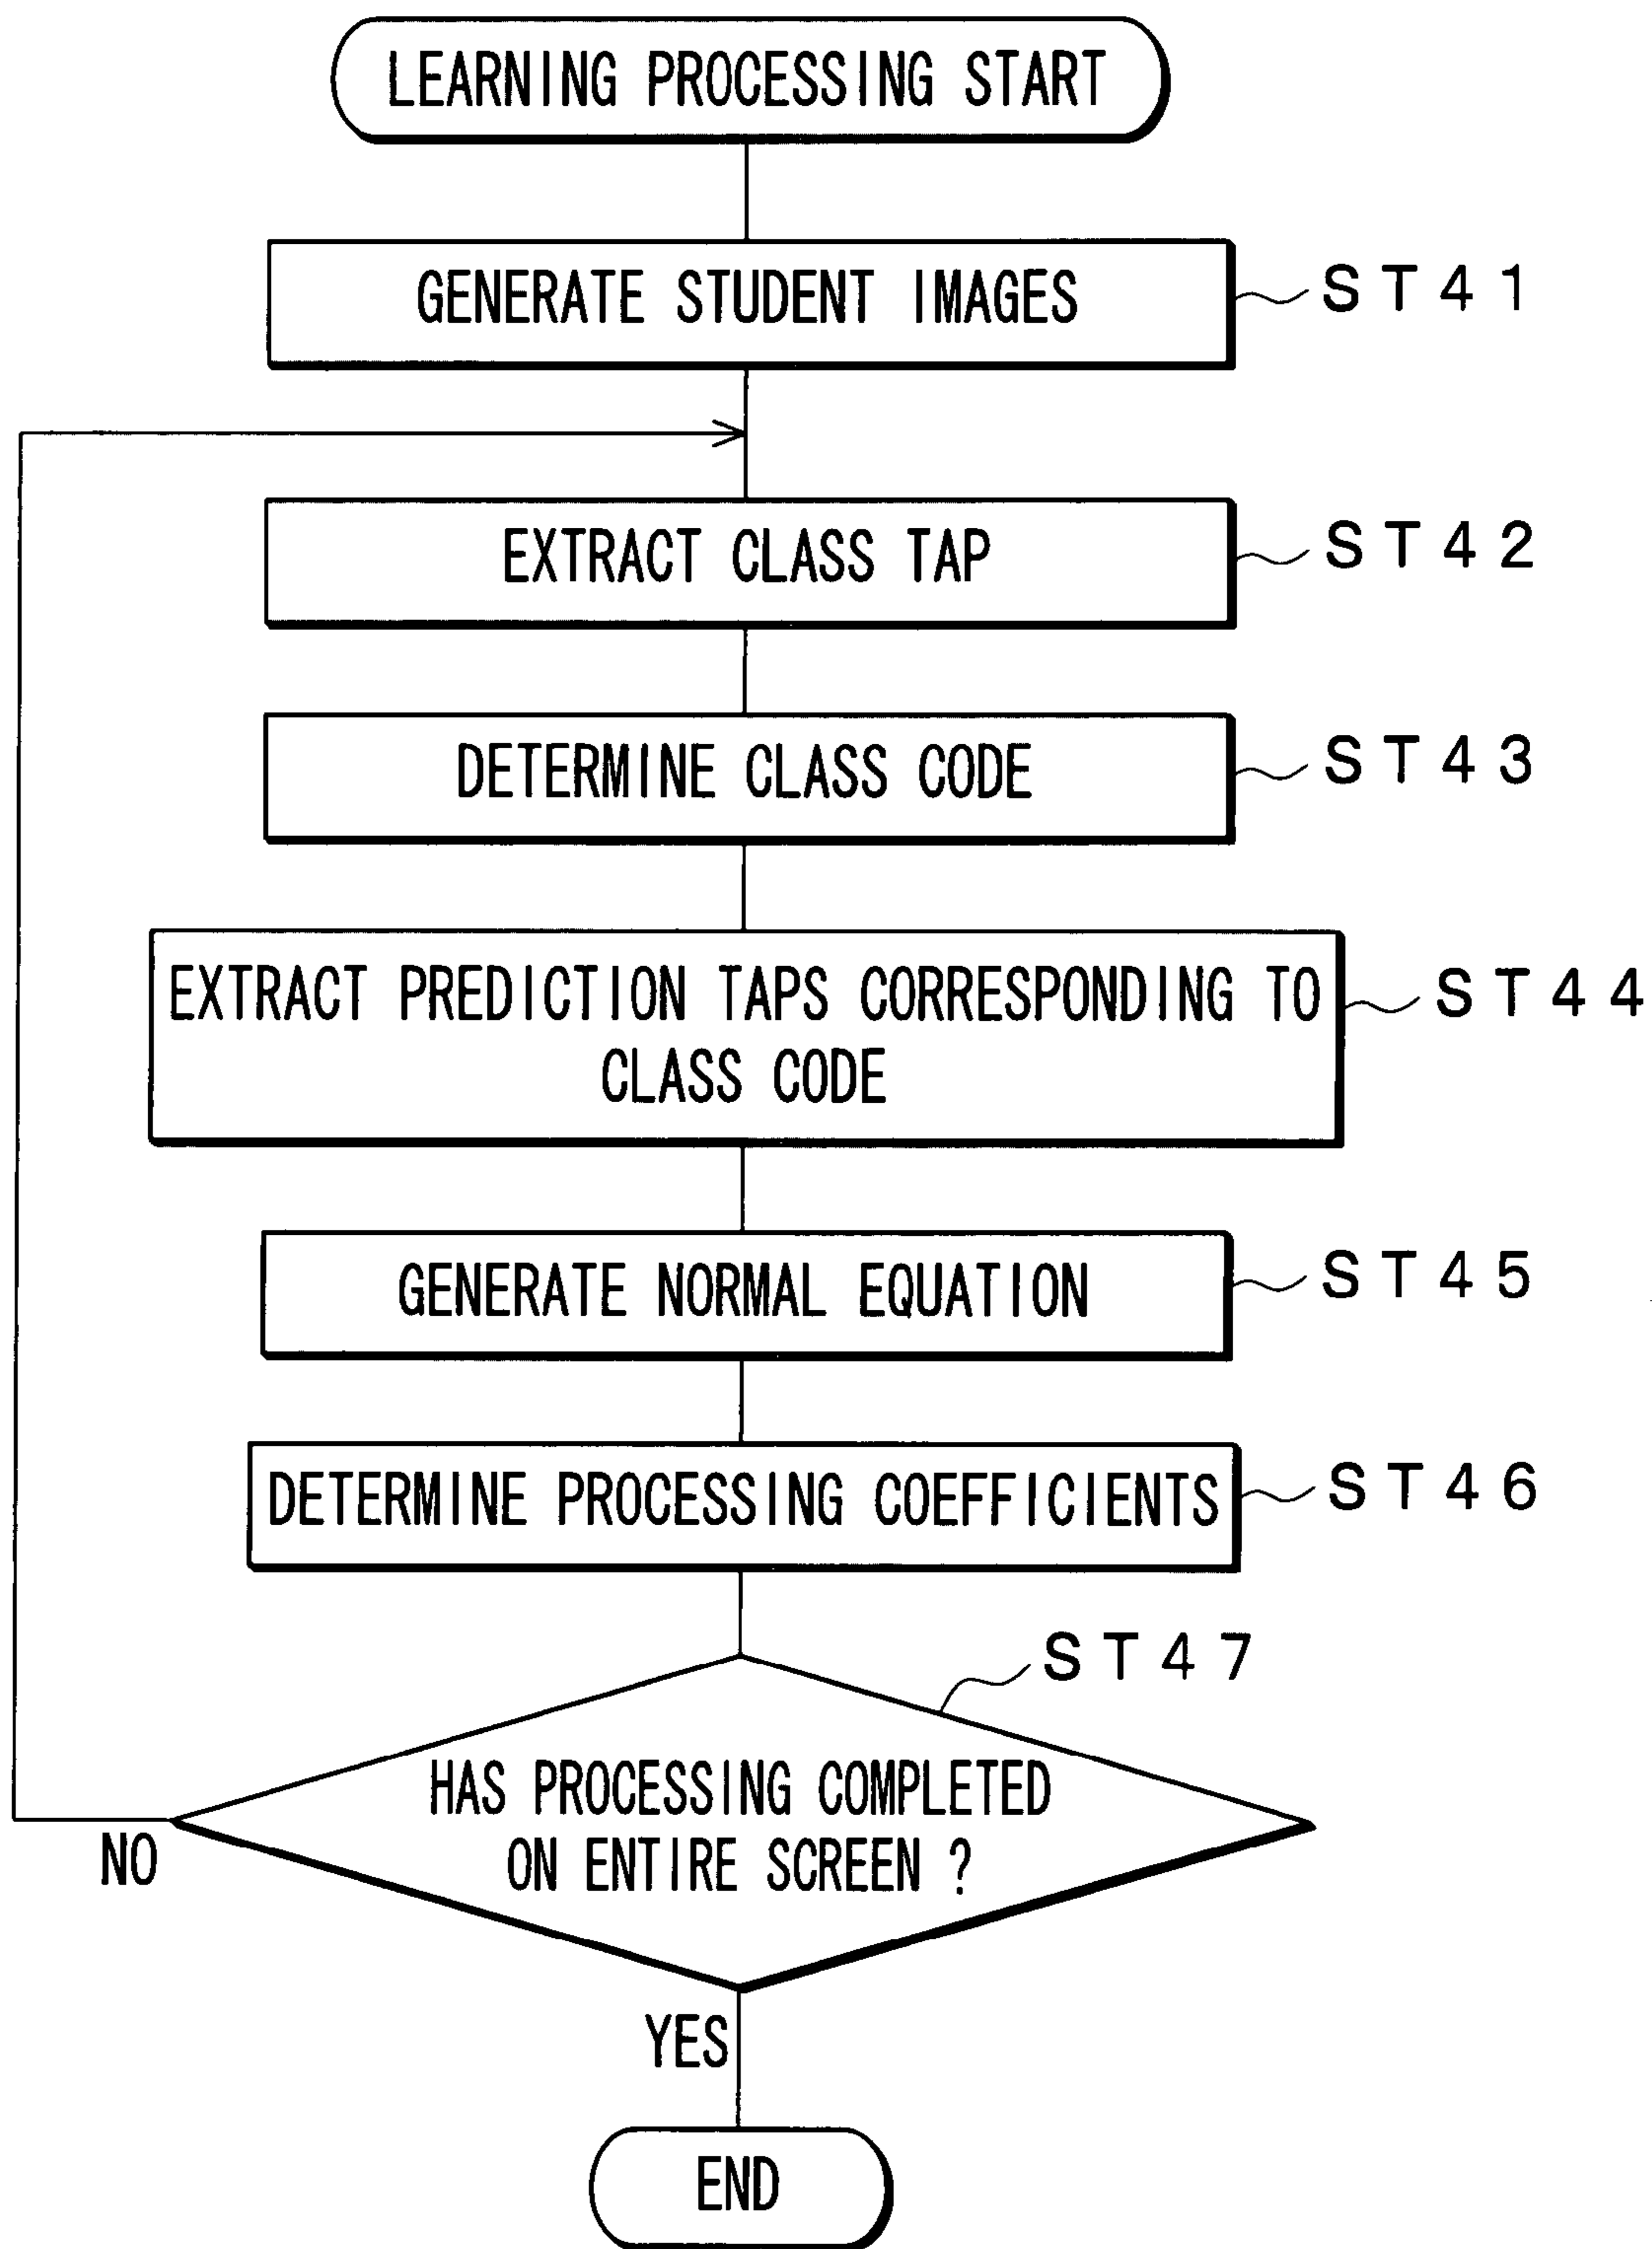 LEARNING PROCESSING START
GENERATE STUDENT IMAGES
ST41
EXTRACT CLASS TAP
ST42
DETERMINE CLASS CODE
ST43
EXTRACT PREDICTION TAPS CORRESPONDING TO
CLASS CODE
ST44
GENERATE NORMAL EQUATION
ST45
DETERMINE PROCESSING COEFFICIENTS
ST46
ST47
HAS PROCESSING COMPLETED
ON ENTIRE SCREEN ?
NO
YES
END